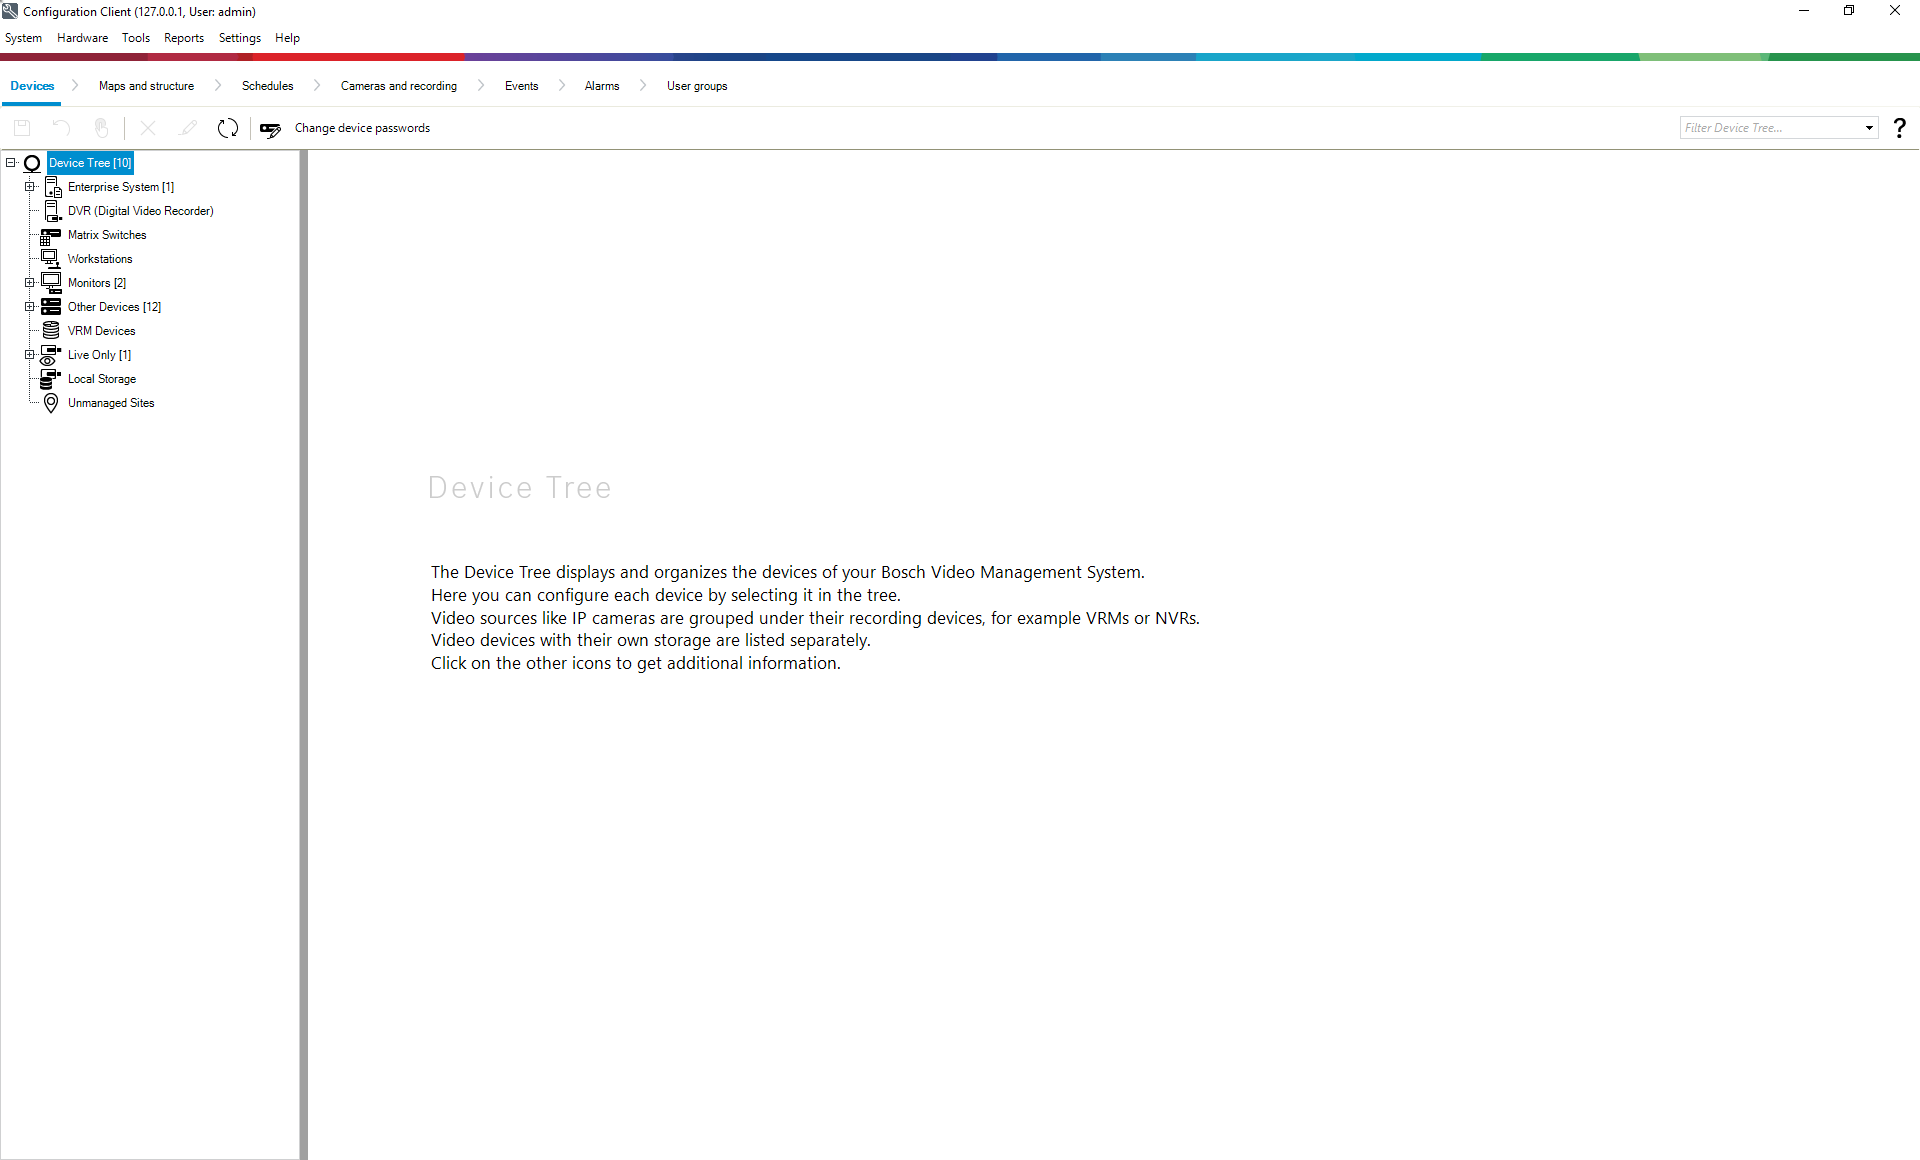 Configuration Client (127.0.0.1, User: admin)
System Hardware Tools Reports Settings Help
Devices Maps and structure Schedules Cameras and recording Events Alarms User groups
Change device passwords Filter Device Tree... ?
Device Tree [10]
Enterprise System [1]
DVR (Digital Video Recorder)
Matrix Switches
Workstations
Monitors [2]
Other Devices [12]
VRM Devices
Live Only [1]
Local Storage
Unmanaged Sites
Device Tree
The Device Tree displays and organizes the devices of your Bosch Video Management System.
Here you can configure each device by selecting it in the tree.
Video sources like IP cameras are grouped under their recording devices, for example VRMs or NVRs.
Video devices with their own storage are listed separately.
Click on the other icons to get additional information.